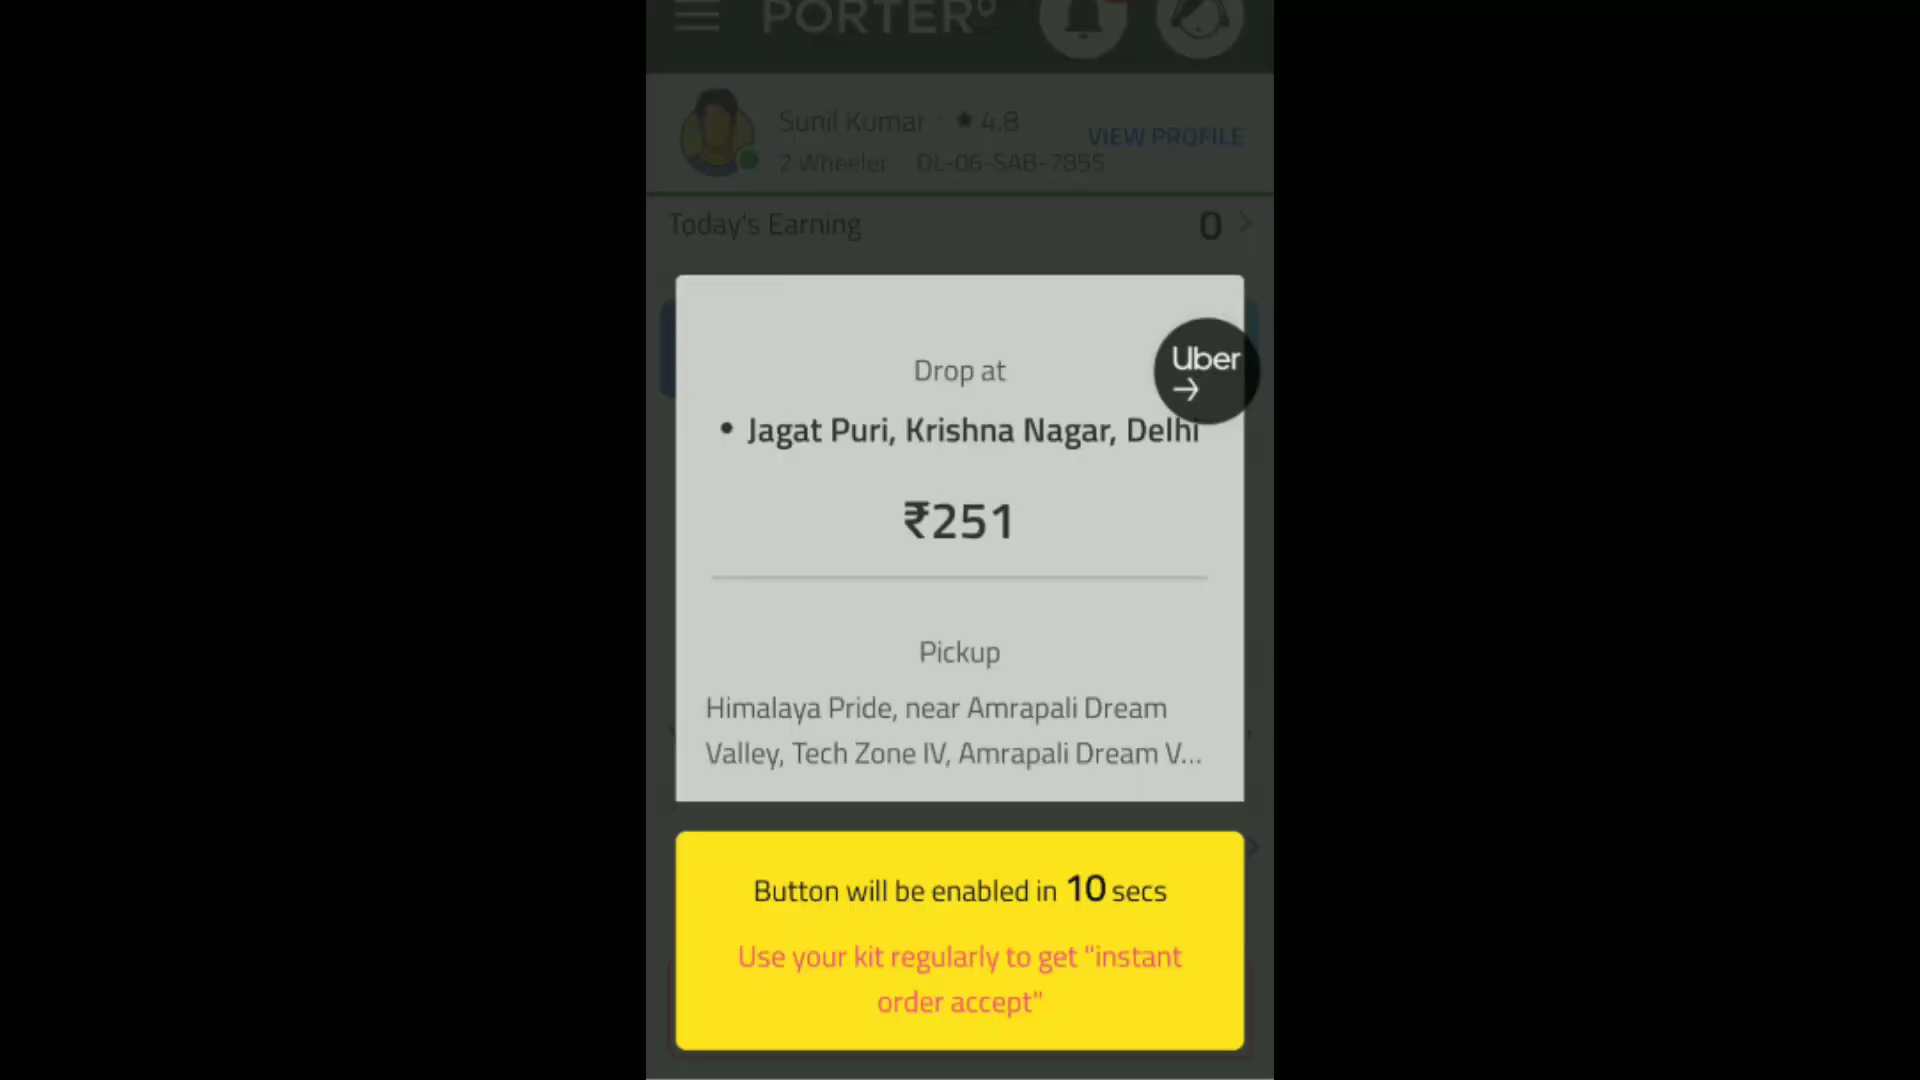 PORTER
Sunil Kumar · ★ 4.8
VIEW PROFILE
2 Wheeler DL-06-SAB-7855
Today's Earning 0
Uber
Drop at
• Jagat Puri, Krishna Nagar, Delhi
₹251
Pickup
Himalaya Pride, near Amrapali Dream
Valley, Tech Zone IV, Amrapali Dream V...
Button will be enabled in 10 secs
Use your kit regularly to get "instant
order accept"